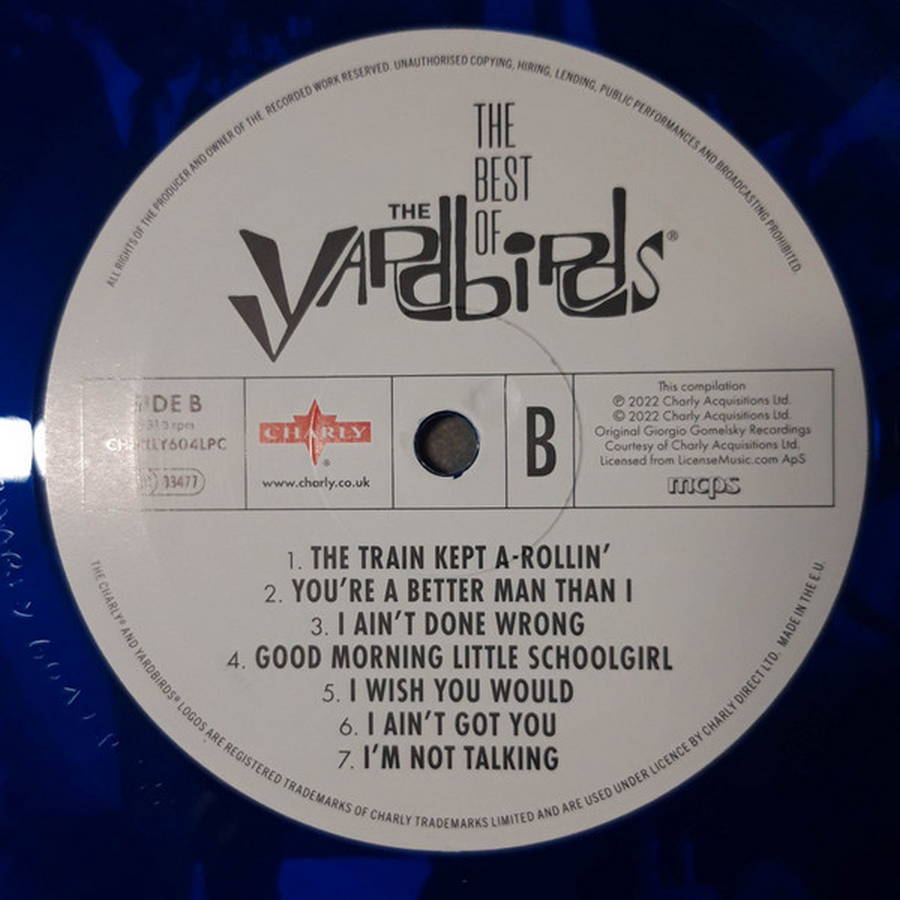 ALL RIGHTS OF THE PRODUCER AND OWNER OF THE RECORDED WORK RESERVED. UNAUTHORISED COPYING, HIRING, LENDING, PUBLIC PERFORMANCES AND BROADCASTING PROHIBITED.
THE
BEST
OF
THE
YARDBIRDS®
DE B
rpm
604LPC
13477
CHARLY®
www.charly.co.uk
B
This compilation
℗ 2022 Charly Acquisitions Ltd.
© 2022 Charly Acquisitions Ltd.
Original Giorgio Gomelsky Recordings
Courtesy of Charly Acquisitions Ltd.
Licensed from LicenseMusic.com ApS
mcps
1. THE TRAIN KEPT A-ROLLIN’
2. YOU’RE A BETTER MAN THAN I
3. I AIN’T DONE WRONG
4. GOOD MORNING LITTLE SCHOOLGIRL
5. I WISH YOU WOULD
6. I AIN’T GOT YOU
7. I’M NOT TALKING
THE CHARLY® AND YARDBIRDS® LOGOS ARE REGISTERED TRADEMARKS OF CHARLY TRADEMARKS LIMITED AND ARE USED UNDER LICENCE BY CHARLY DIRECT LTD. MADE IN THE E.U.